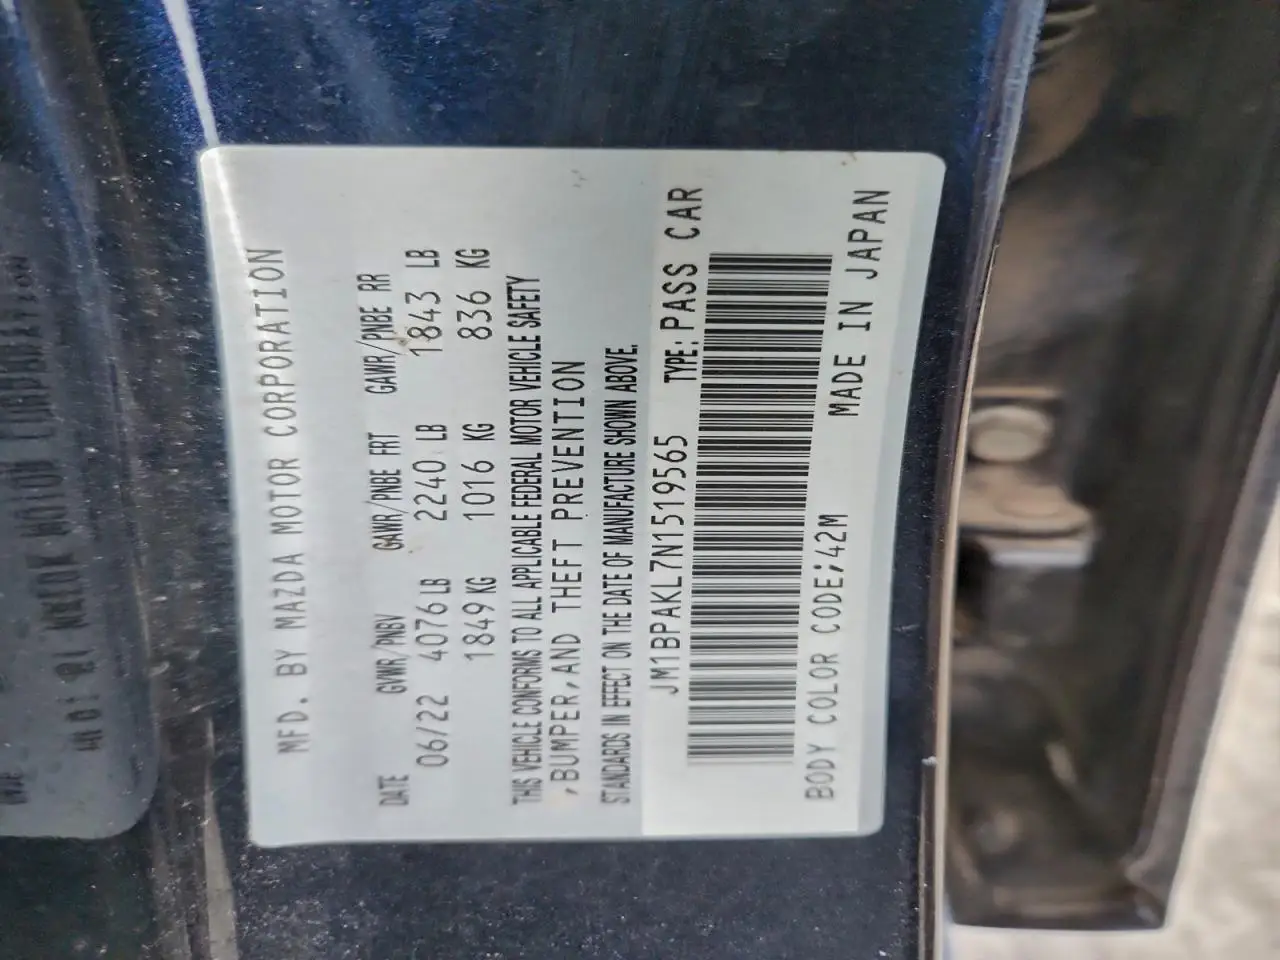 MFD. BY MAZDA MOTOR CORPORATION
DATE GVWR/PNBV GAWR/PNBE FRT GAWR/PNBE RR
06/22 4076 LB 2240 LB 1843 LB
1849 KG 1016 KG 836 KG
THIS VEHICLE CONFORMS TO ALL APPLICABLE FEDERAL MOTOR VEHICLE SAFETY
,BUMPER,AND THEFT PREVENTION
STANDARDS IN EFFECT ON THE DATE OF MANUFACTURE SHOWN ABOVE.
JM1BPAKL7N1519565 TYPE: PASS CAR
BODY COLOR CODE;42M MADE IN JAPAN